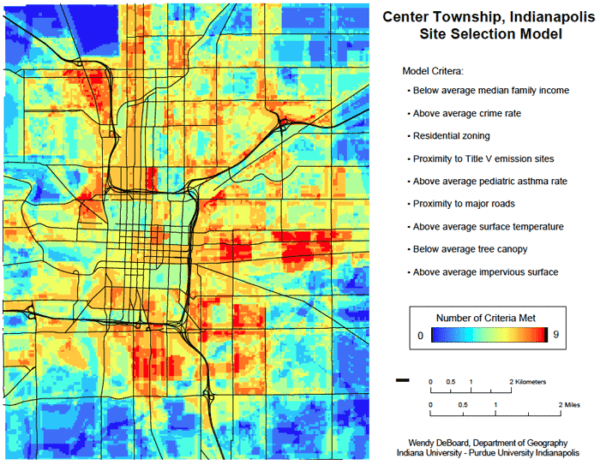 Center Township, Indianapolis
Site Selection Model
Model Criteria:
• Below average median family income
• Above average crime rate
• Residential zoning
• Proximity to Title V emission sites
• Above average pediatric asthma rate
• Proximity to major roads
• Above average surface temperature
• Below average tree canopy
• Above average impervious surface
Number of Criteria Met
0 9
0 0.5 1 2 Kilometers
0 0.5 1 2 Miles
Wendy DeBoard, Department of Geography
Indiana University - Purdue University Indianapolis